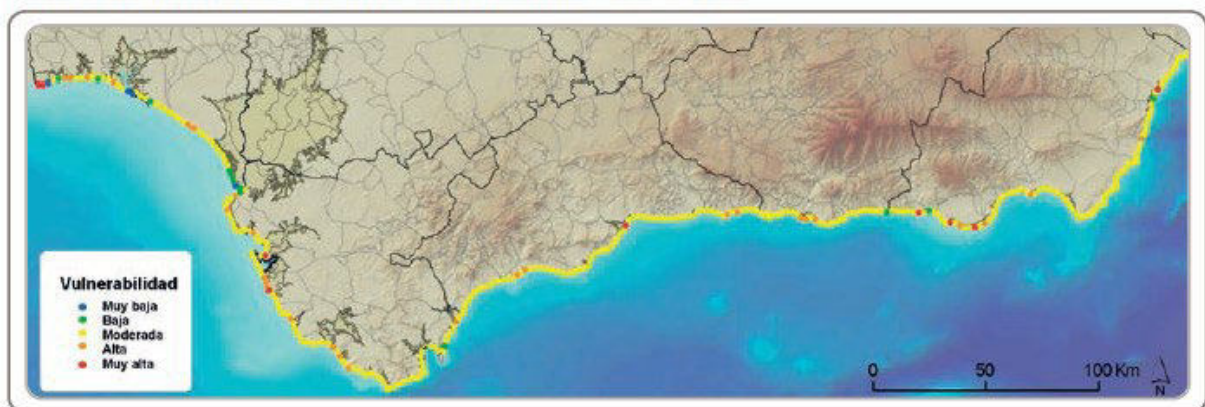 Vulnerabilidad
Muy baja
Baja
Moderada
Alta
Muy alta
0 50 100 Km
N